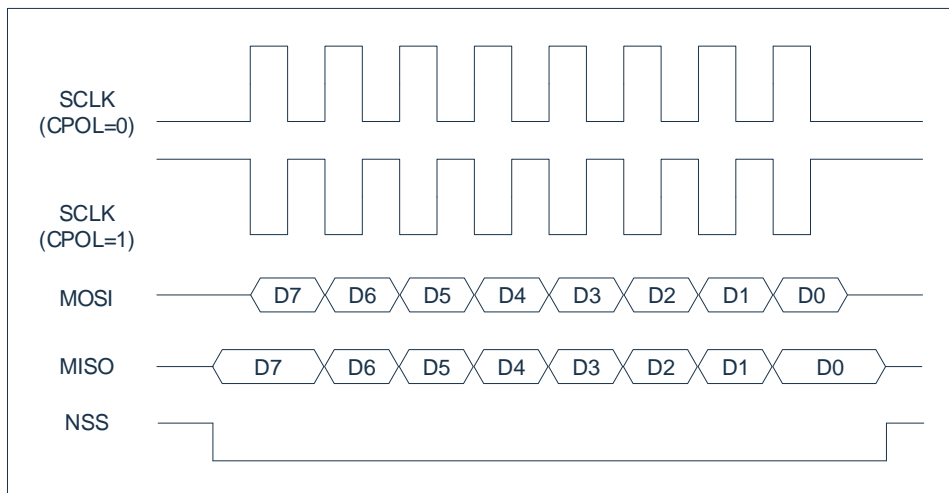 SCLK
(CPOL=0)
SCLK
(CPOL=1)
MOSI D7 D6 D5 D4 D3 D2 D1 D0
MISO D7 D6 D5 D4 D3 D2 D1 D0
NSS